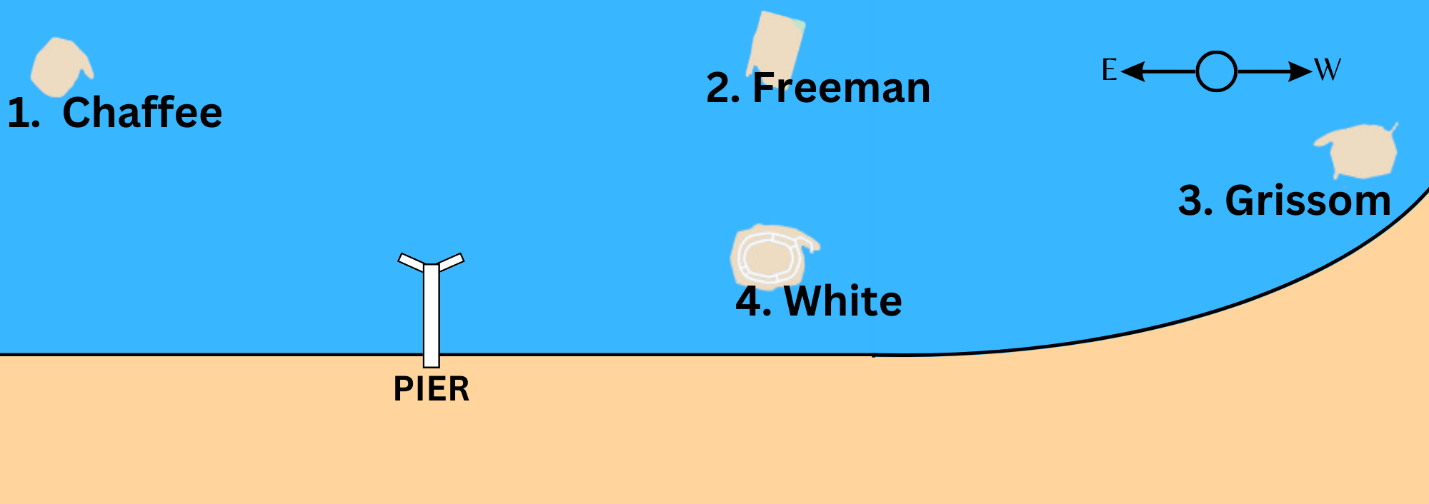 1. Chaffee
2. Freeman
E W
3. Grissom
4. White
PIER